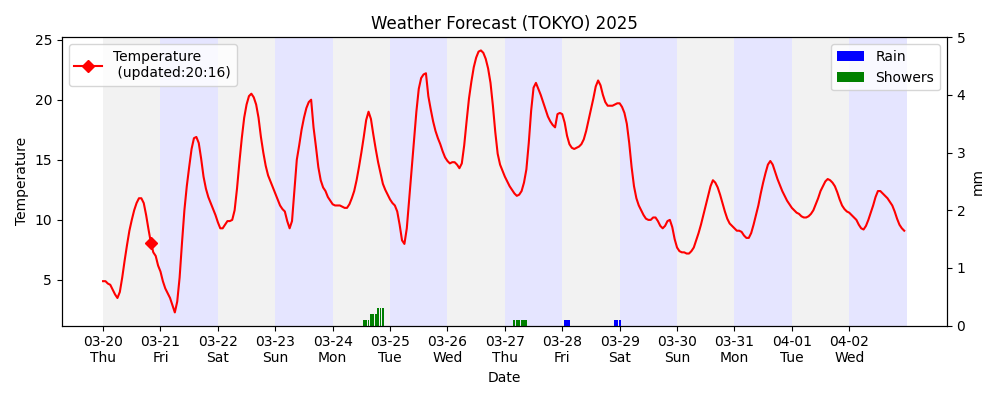 Weather Forecast (TOKYO) 2025
Temperature
(updated:20:16)
Rain
Showers
Temperature
25
20
15
10
5
5
4
3
2
1
0
mm
03-20 03-21 03-22 03-23 03-24 03-25 03-26 03-27 03-28 03-29 03-30 03-31 04-01 04-02
Thu Fri Sat Sun Mon Tue Wed Thu Fri Sat Sun Mon Tue Wed
Date